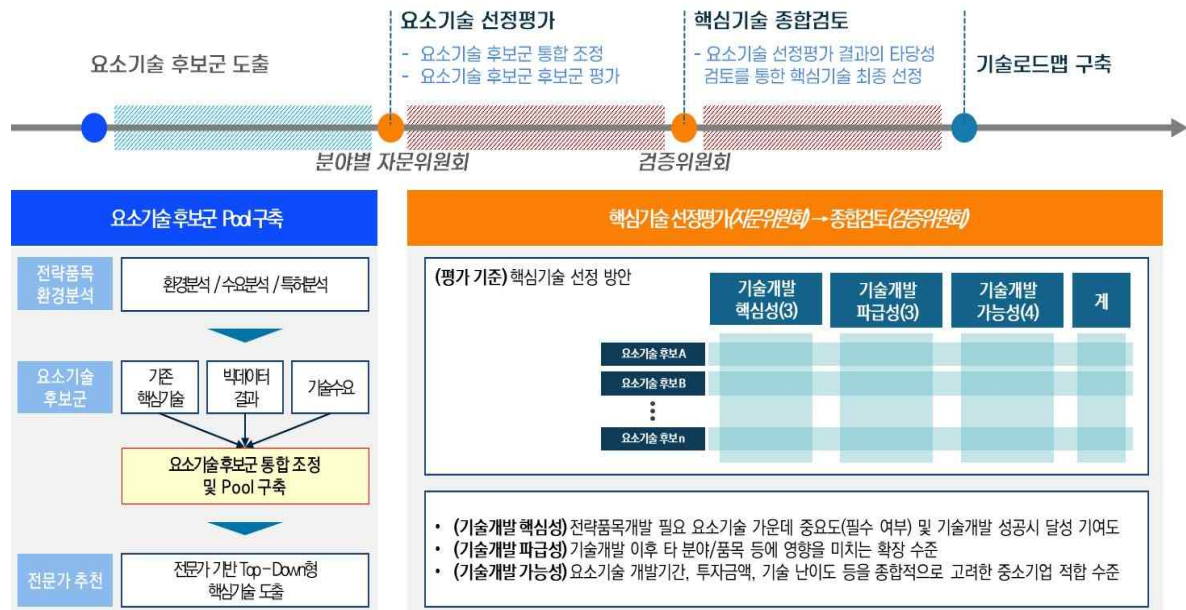 요소기술 후보군 도출
요소기술 선정평가
- 요소기술 후보군 통합 조정
- 요소기술 후보군 후보군 평가
핵심기술 종합검토
- 요소기술 선정평가 결과의 타당성
검토를 통한 핵심기술 최종 선정
기술로드맵 구축
분야별 자문위원회
검증위원회
요소기술 후보군 Pool 구축
전략품목
환경분석
환경분석 / 수요분석 / 특허분석
요소기술
후보군
기존
핵심기술
빅데이터
결과
기술수요
요소기술후보군 통합 조정
및 Pool 구축
전문가 추천
전문가 기반 Top-Down형
핵심기술 도출
핵심기술 선정평가(자문위원회) → 종합검토(검증위원회)
(평가 기준) 핵심기술 선정 방안
기술개발
핵심성(3)
기술개발
파급성(3)
기술개발
가능성(4)
계
요소기술 후보 A
요소기술 후보 B
요소기술 후보 n
• (기술개발 핵심성) 전략품목개발 필요 요소기술 가운데 중요도(필수 여부) 및 기술개발 성공시 달성 기여도
• (기술개발 파급성) 기술개발 이후 타 분야/품목 등에 영향을 미치는 확장 수준
• (기술개발 가능성) 요소기술 개발기간, 투자금액, 기술 난이도 등을 종합적으로 고려한 중소기업 적합 수준